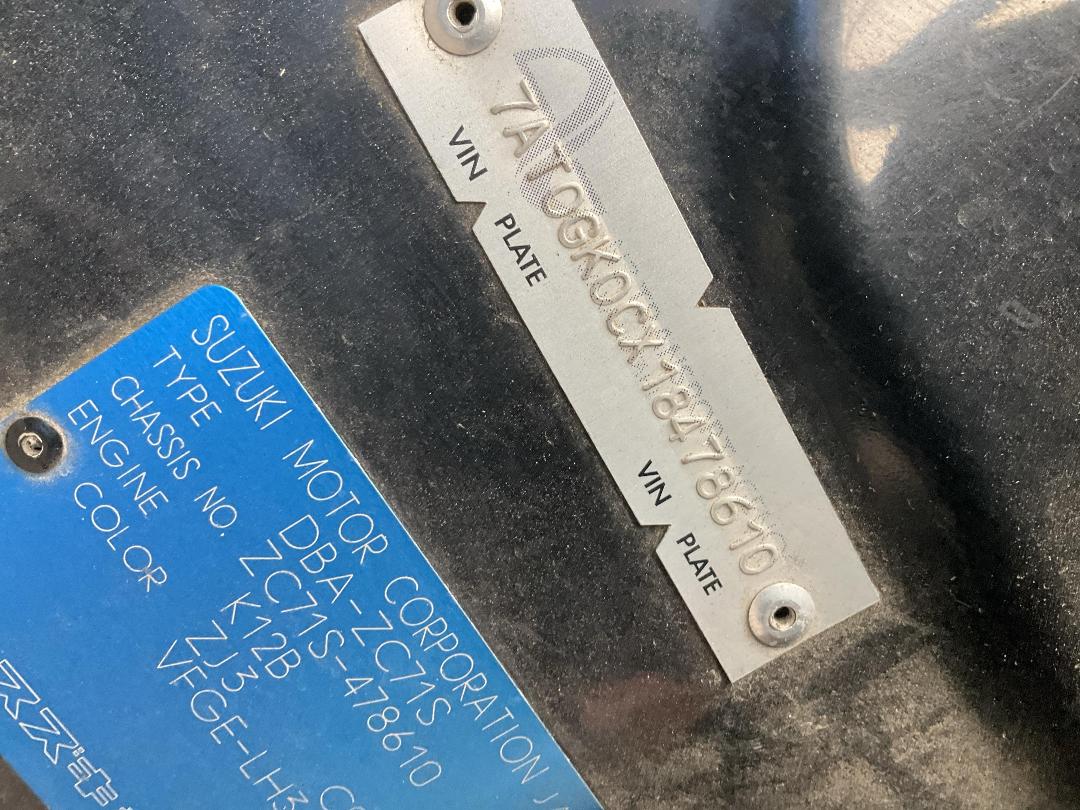 7AT0GK0CX18478610
VIN PLATE
VIN PLATE
SUZUKI MOTOR CORPORATION
TYPE DBA-ZC71S
CHASSIS NO. ZC71S-478610
ENGINE K12B
COLOR ZJ3
VFGE-LH3